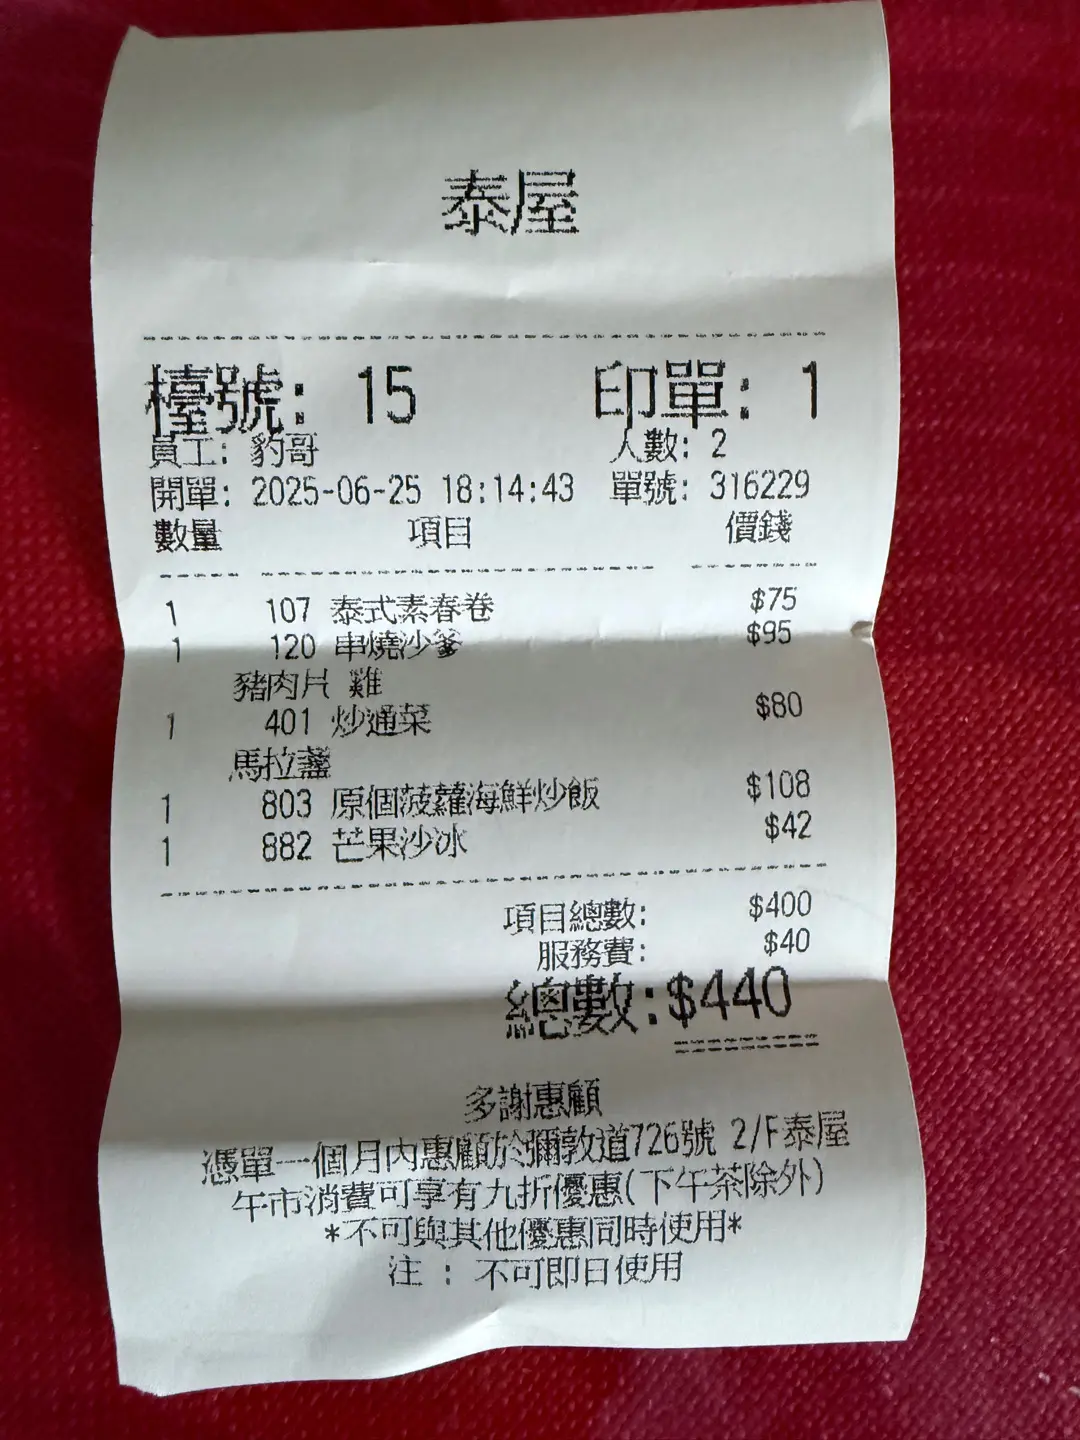 泰屋
檯號: 15 印單: 1
員工: 豹哥 人數: 2
開單: 2025-06-25 18:14:43 單號: 316229
數量 項目 價錢
1 107 泰式素春卷 $75
1 120 串燒沙爹 $95
豬肉片 雞
1 401 炒通菜 $80
馬拉盞
1 803 原個菠蘿海鮮炒飯 $108
1 882 芒果沙冰 $42
項目總數: $400
服務費: $40
總數:$440
多謝惠顧
憑單一個月內惠顧於彌敦道726號 2/F泰屋
午市消費可享有九折優惠(下午茶除外)
*不可與其他優惠同時使用*
注 : 不可即日使用